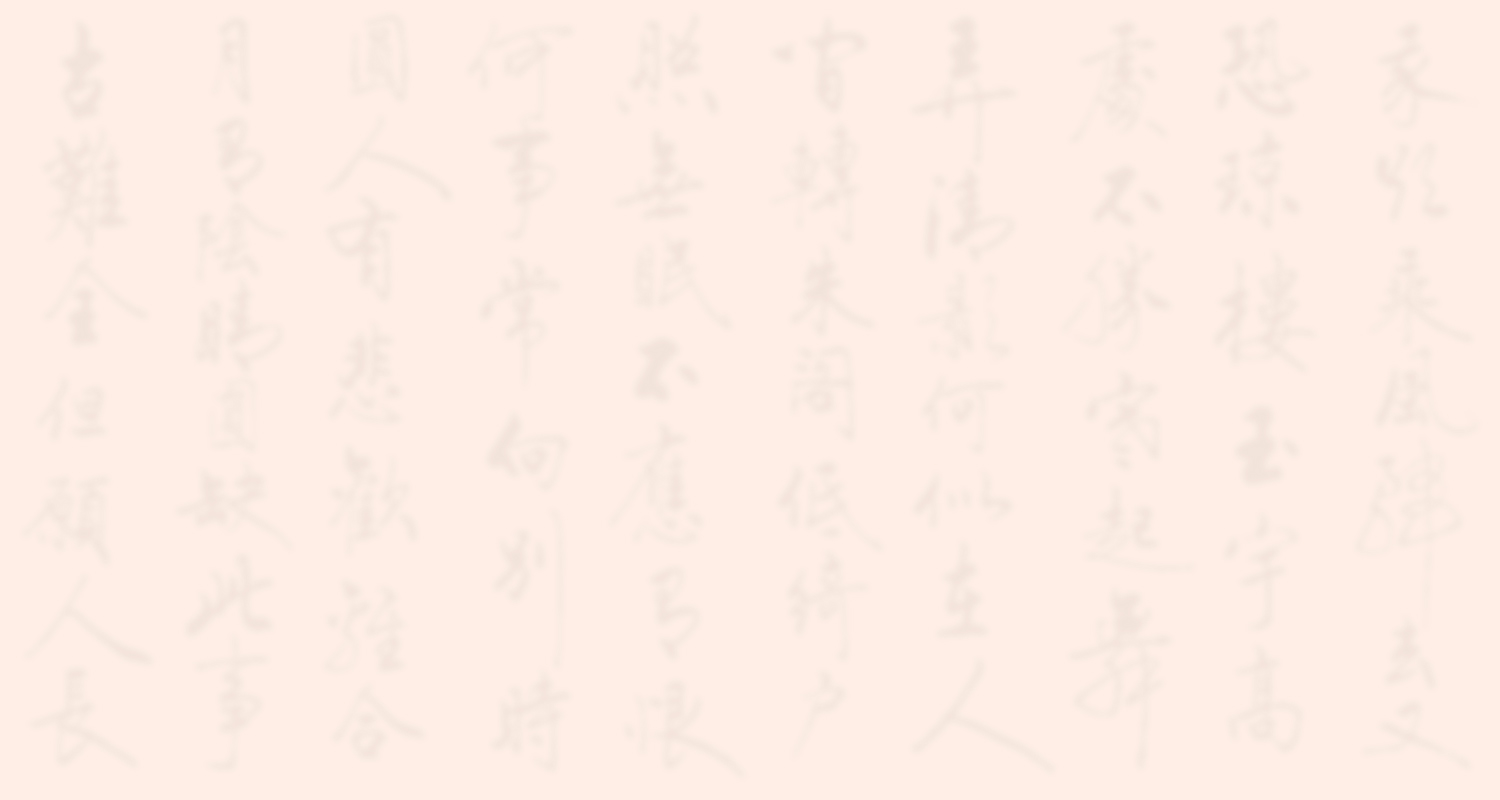 我欲乘風歸去又
恐瓊樓玉宇高
處不勝寒起舞
弄清影何似在人
間轉朱閣低綺户
照無眠不應有恨
何事常向別時
圓人有悲歡離合
月有陰晴圓缺此事
古難全但願人長